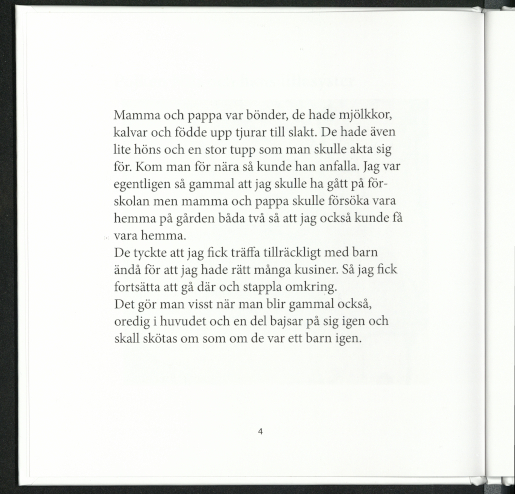 Mamma och pappa var bönder, de hade mjölkkor,
kalvar och födde upp tjurar till slakt. De hade även
lite höns och en stor tupp som man skulle akta sig
för. Kom man för nära så kunde han anfalla. Jag var
egentligen så gammal att jag skulle ha gått på för-
skolan men mamma och pappa skulle försöka vara
hemma på gården båda två så att jag också kunde få
vara hemma.
De tyckte att jag fick träffa tillräckligt med barn
ändå för att jag hade rätt många kusiner. Så jag fick
fortsätta att gå där och stappla omkring.
Det gör man visst när man blir gammal också,
oredig i huvudet och en del bajsar på sig igen och
skall skötas om som om de var ett barn igen.
4